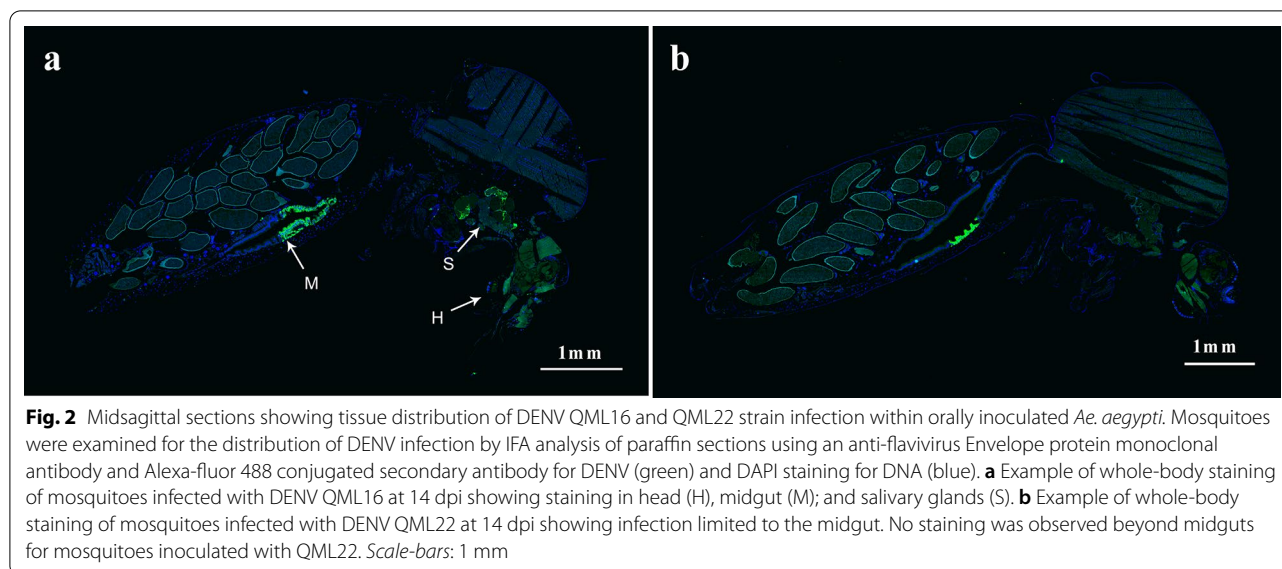 a
b
M
S
H
1mm
1mm
Fig. 2 Midsagittal sections showing tissue distribution of DENV QML16 and QML22 strain infection within orally inoculated Ae. aegypti. Mosquitoes
were examined for the distribution of DENV infection by IFA analysis of paraffin sections using an anti-flavivirus Envelope protein monoclonal
antibody and Alexa-fluor 488 conjugated secondary antibody for DENV (green) and DAPI staining for DNA (blue). a Example of whole-body staining
of mosquitoes infected with DENV QML16 at 14 dpi showing staining in head (H), midgut (M); and salivary glands (S). b Example of whole-body
staining of mosquitoes infected with DENV QML22 at 14 dpi showing infection limited to the midgut. No staining was observed beyond midguts
for mosquitoes inoculated with QML22. Scale-bars: 1 mm